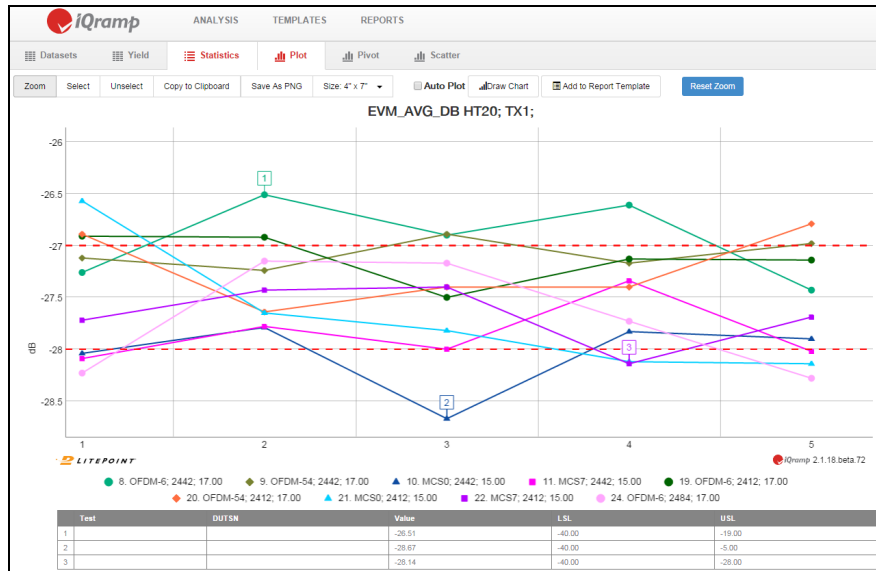 iQramp ANALYSIS TEMPLATES REPORTS
Datasets Yield Statistics Plot Pivot Scatter
Zoom Select Unselect Copy to Clipboard Save As PNG Size: 4" x 7" Auto Plot Draw Chart Add to Report Template Reset Zoom
EVM_AVG_DB HT20; TX1;
-26
1
-26.5
-27
-27.5
dB
-28
3
-28.5
2
1 2 3 4 5
LITEPOINT iQramp 2.1.18.beta.72
8. OFDM-6; 2442; 17.00 9. OFDM-54; 2442; 17.00 10. MCS0; 2442; 15.00 11. MCS7; 2442; 15.00 19. OFDM-6; 2412; 17.00
20. OFDM-54; 2412; 17.00 21. MCS0; 2412; 15.00 22. MCS7; 2412; 15.00 24. OFDM-6; 2484; 17.00
Test DUTSN Value LSL USL
1 -26.51 -40.00 -19.00
2 -28.67 -40.00 -5.00
3 -28.14 -40.00 -28.00